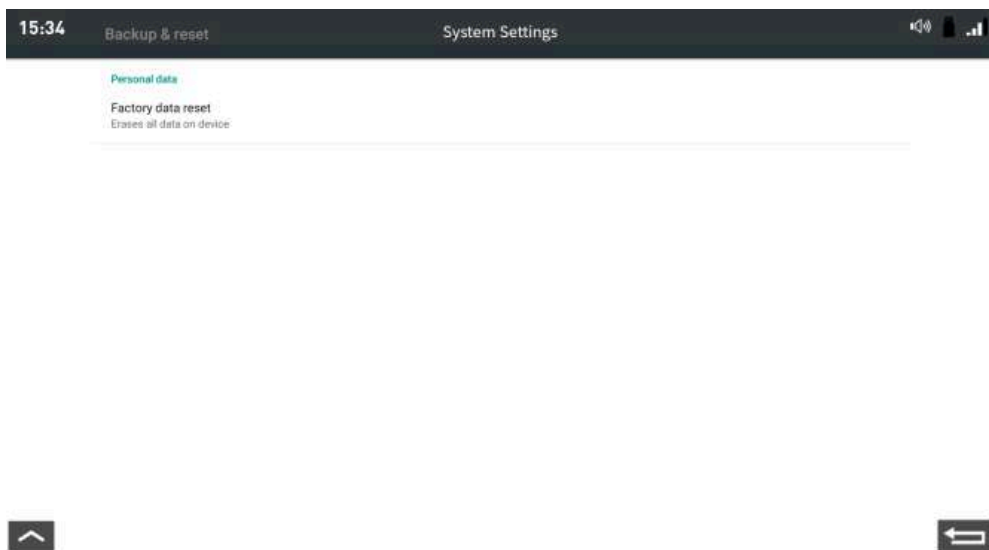 15:34
Backup & reset
System Settings
Personal data
Factory data reset
Erases all data on device